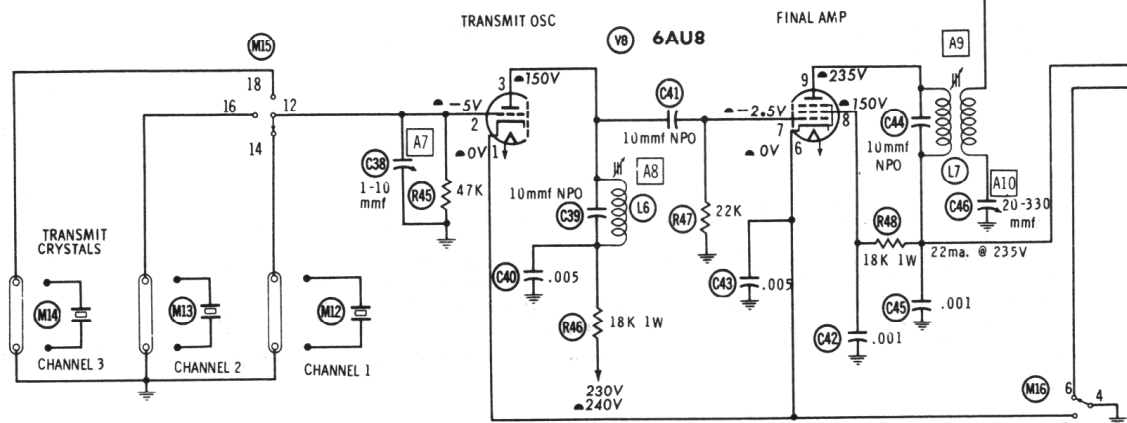 TRANSMIT OSC
FINAL AMP
V8 6AU8
M15
A9
18
16
12
14
3
150V
-5V
2
0V
1
C41
10mmf NPO
9
235V
150V
8
-2.5V
7
6
0V
C44
10mmf
NPO
L7
A7
C38
1-10
mmf
R45
47K
10mmf NPO
C39
A8
L6
R47
22K
A10
C46
20-330
mmf
R48
18K 1W
22ma. @ 235V
TRANSMIT
CRYSTALS
C40
.005
C43
.005
C45
.001
M14
M13
M12
R46
18K 1W
C42
.001
CHANNEL 3
CHANNEL 2
CHANNEL 1
230V
240V
M16
6
4